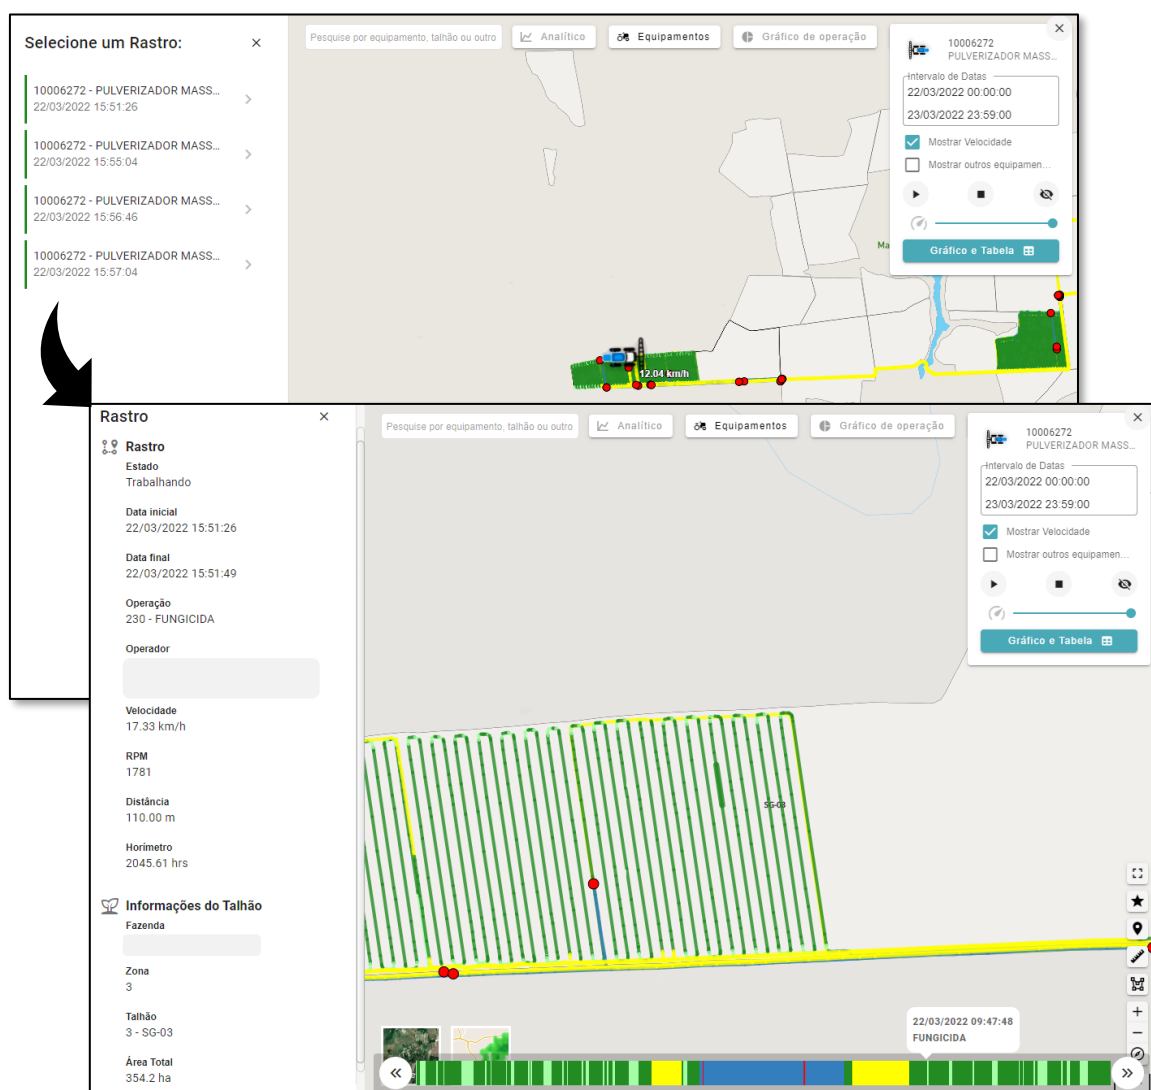 Selecione um Rastro:
10006272 - PULVERIZADOR MASS...
22/03/2022 15:51:26
10006272 - PULVERIZADOR MASS...
22/03/2022 15:55:04
10006272 - PULVERIZADOR MASS...
22/03/2022 15:56:46
10006272 - PULVERIZADOR MASS...
22/03/2022 15:57:04
Pesquise por equipamento, talhão ou outro
Analítico
Equipamentos
Gráfico de operação
10006272
PULVERIZADOR MASS...
Intervalo de Datas
22/03/2022 00:00:00
23/03/2022 23:59:00
Mostrar Velocidade
Mostrar outros equipamen...
Gráfico e Tabela
Ma
12.04 km/h
Rastro
Rastro
Estado
Trabalhando
Data inicial
22/03/2022 15:51:26
Data final
22/03/2022 15:51:49
Operação
230 - FUNGICIDA
Operador
Velocidade
17.33 km/h
RPM
1781
Distância
110.00 m
Horímetro
2045.61 hrs
Informações do Talhão
Fazenda
Zona
3
Talhão
3 - SG-03
Área Total
354.2 ha
Pesquise por equipamento, talhão ou outro
Analítico
Equipamentos
Gráfico de operação
10006272
PULVERIZADOR MASS...
Intervalo de Datas
22/03/2022 00:00:00
23/03/2022 23:59:00
Mostrar Velocidade
Mostrar outros equipamen...
Gráfico e Tabela
SG-03
22/03/2022 09:47:48
FUNGICIDA